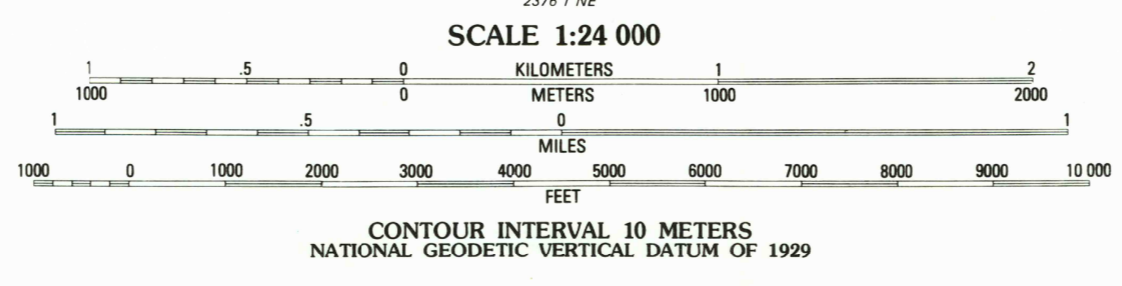 SCALE 1:24 000
1 .5 0 KILOMETERS 1 2
1000 0 METERS 1000 2000
1 .5 0 1
MILES
1000 0 1000 2000 3000 4000 5000 6000 7000 8000 9000 10 000
FEET
CONTOUR INTERVAL 10 METERS
NATIONAL GEODETIC VERTICAL DATUM OF 1929